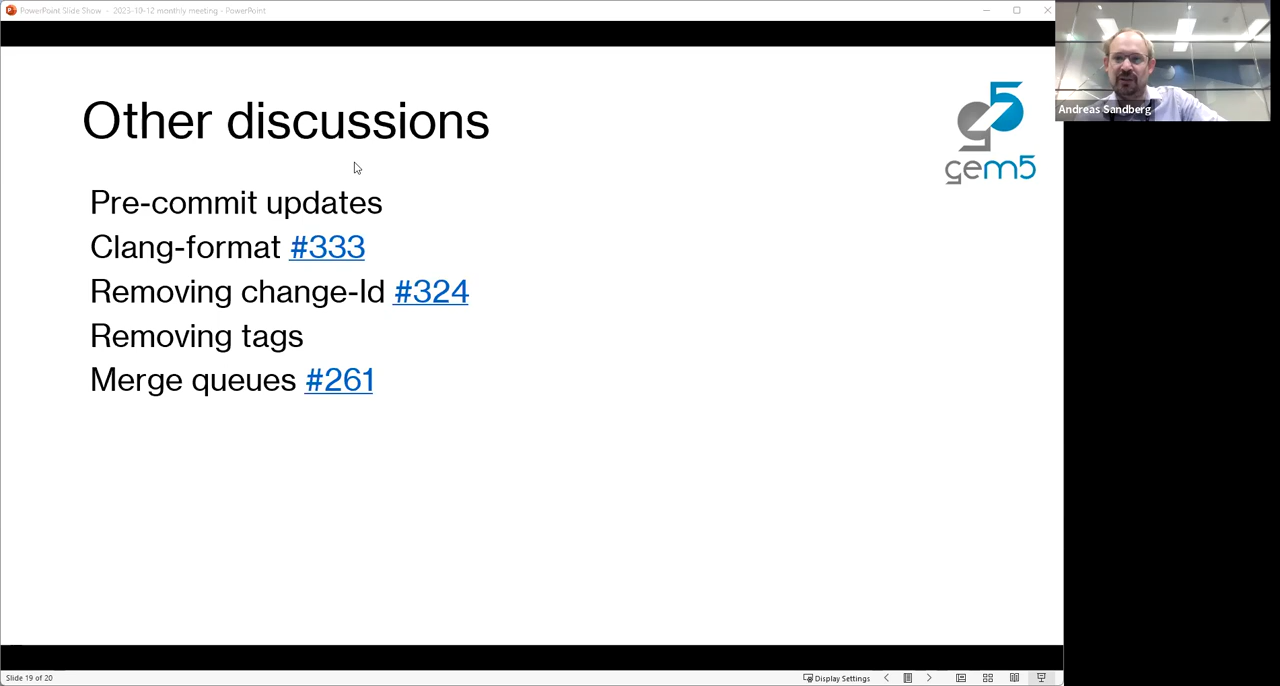 PowerPoint Slide Show - 2023-10-12 monthly meeting - PowerPoint
Andreas Sandberg
Other discussions
gem5
Pre-commit updates
Clang-format #333
Removing change-Id #324
Removing tags
Merge queues #261
Slide 19 of 20
Display Settings